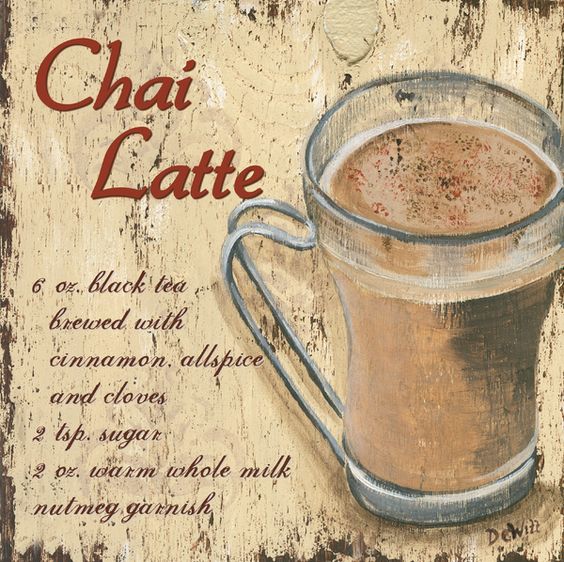 Chai
Latte
6 oz. black tea
brewed with
cinnamon, allspice
and cloves
2 tsp. sugar
2 oz. warm whole milk
nutmeg garnish
DeWitt